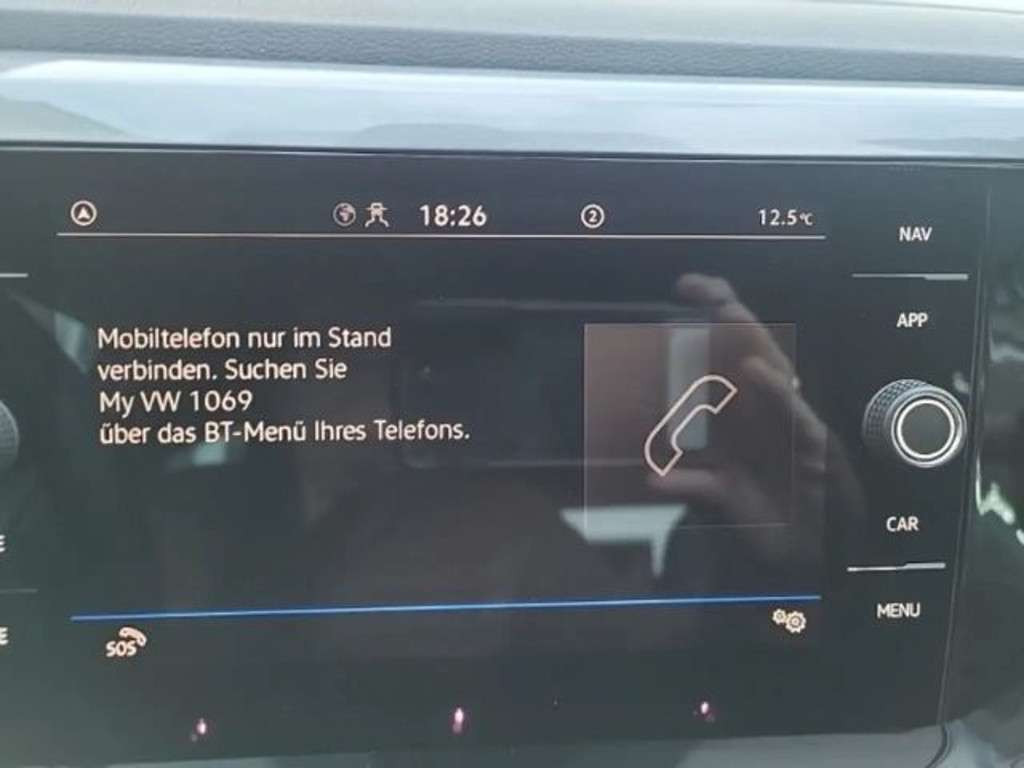 18:26
2
12.5°C
NAV
APP
Mobiltelefon nur im Stand
verbinden. Suchen Sie
My VW 1069
über das BT-Menü Ihres Telefons.
CAR
MENU
SOS
E
E